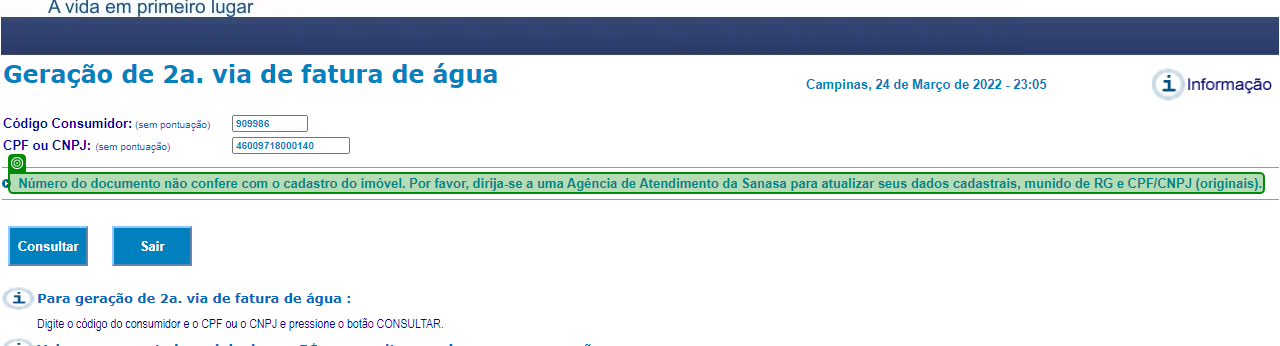 A vida em primeiro lugar
Geração de 2a. via de fatura de água
Campinas, 24 de Março de 2022 - 23:05
Informação
Código Consumidor: (sem pontuação) 909986
CPF ou CNPJ: (sem pontuação) 46009718000140
Número do documento não confere com o cadastro do imóvel. Por favor, dirija-se a uma Agência de Atendimento da Sanasa para atualizar seus dados cadastrais, munido de RG e CPF/CNPJ (originais).
Consultar Sair
Para geração de 2a. via de fatura de água :
Digite o código do consumidor e o CPF ou o CNPJ e pressione o botão CONSULTAR.